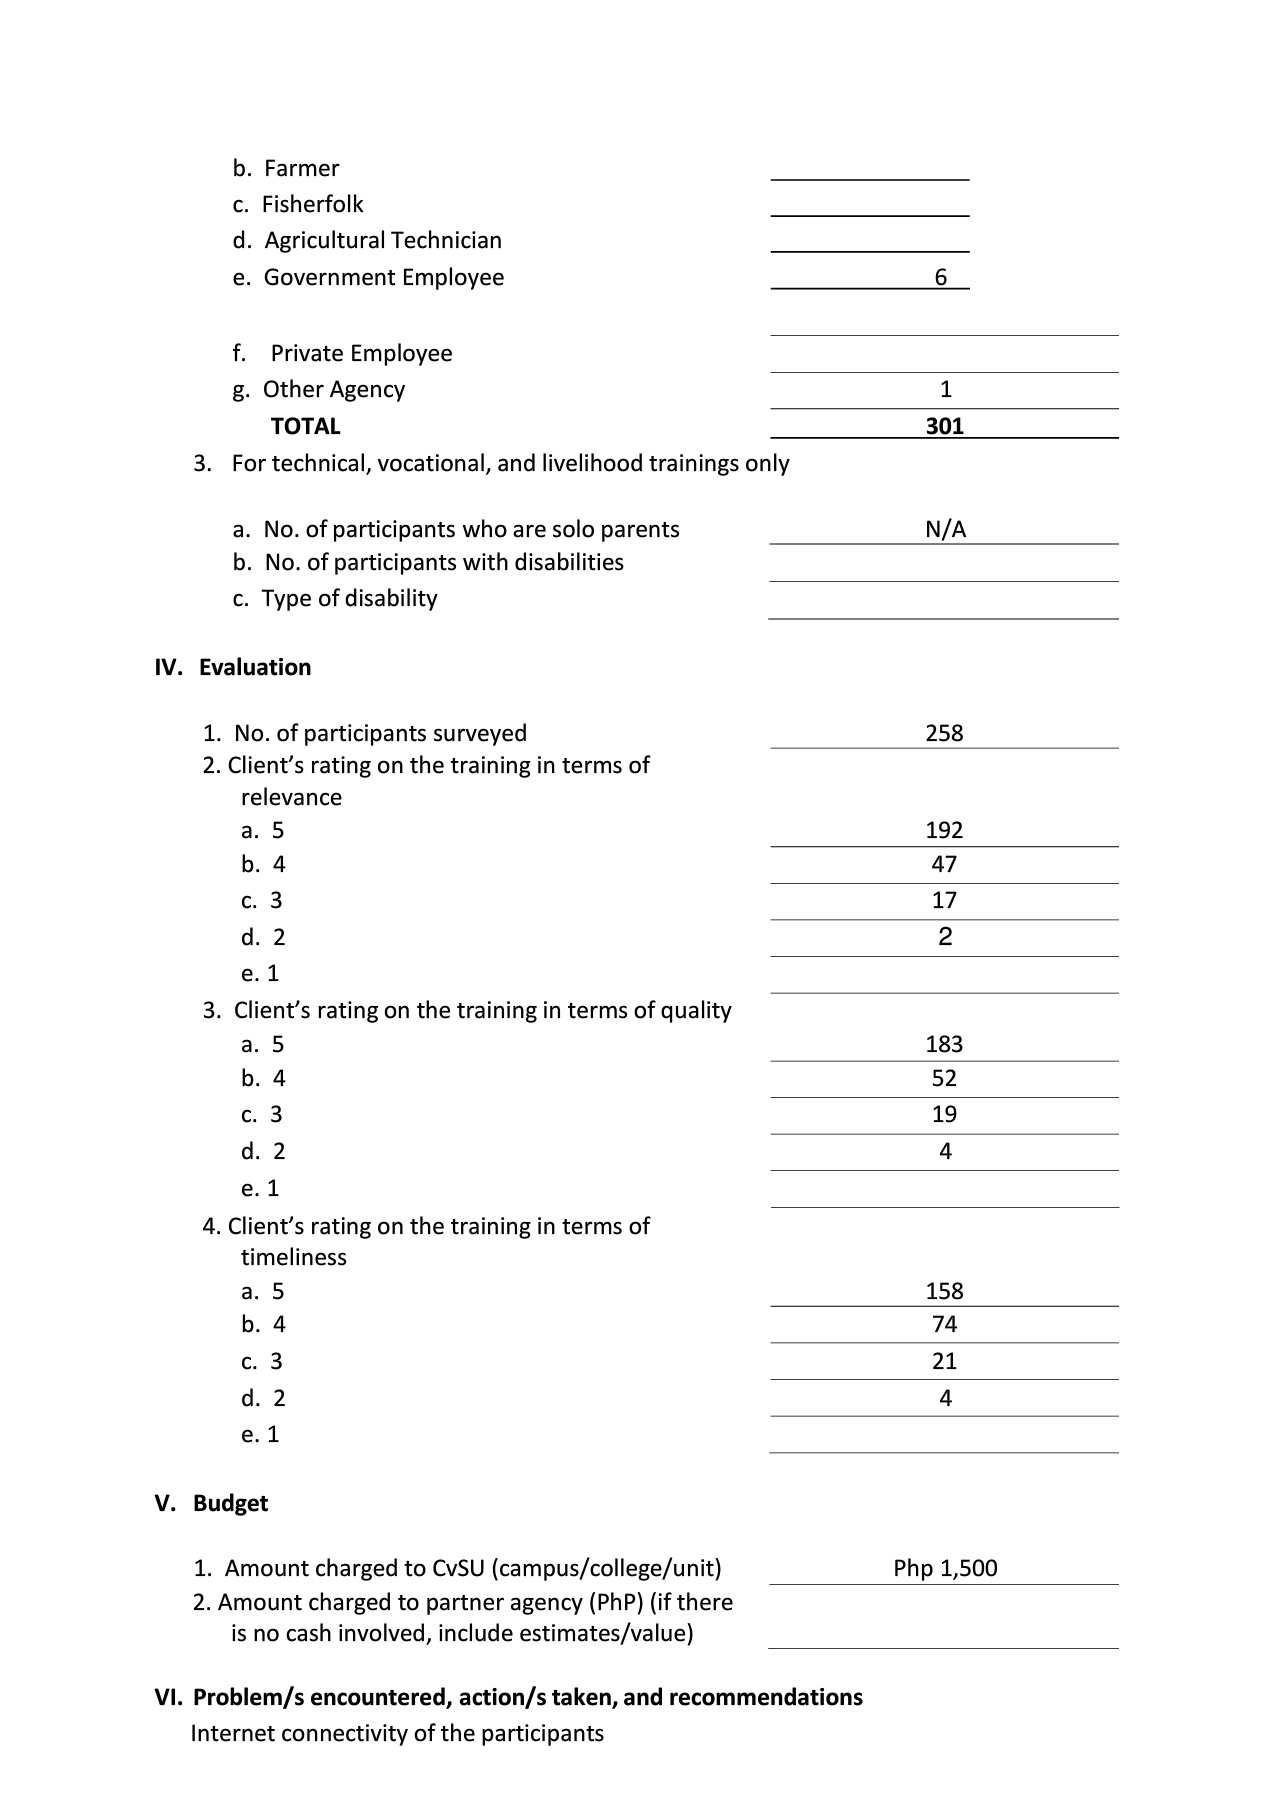 b. Farmer
c. Fisherfolk
d. Agricultural Technician
e. Government Employee 6
f. Private Employee
g. Other Agency 1
TOTAL 301
3. For technical, vocational, and livelihood trainings only
a. No. of participants who are solo parents N/A
b. No. of participants with disabilities
c. Type of disability
IV. Evaluation
1. No. of participants surveyed 258
2. Client’s rating on the training in terms of
relevance
a. 5 192
b. 4 47
c. 3 17
d. 2 2
e. 1
3. Client’s rating on the training in terms of quality
a. 5 183
b. 4 52
c. 3 19
d. 2 4
e. 1
4. Client’s rating on the training in terms of
timeliness
a. 5 158
b. 4 74
c. 3 21
d. 2 4
e. 1
V. Budget
1. Amount charged to CvSU (campus/college/unit) Php 1,500
2. Amount charged to partner agency (PhP) (if there
is no cash involved, include estimates/value)
VI. Problem/s encountered, action/s taken, and recommendations
Internet connectivity of the participants